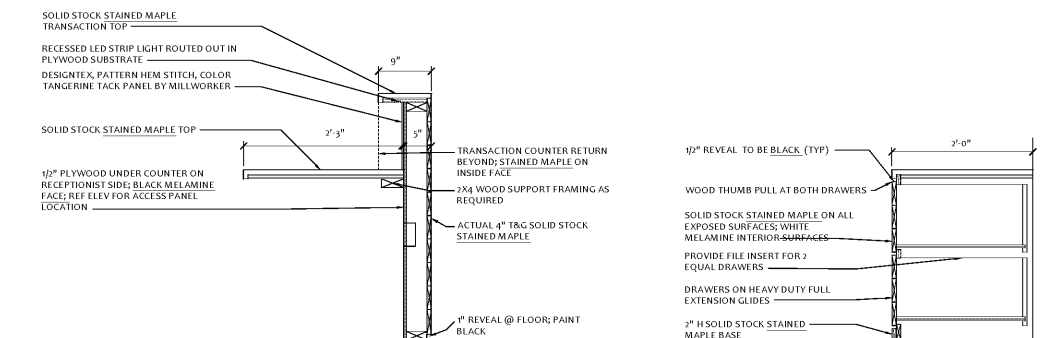 SOLID STOCK STAINED MAPLE
TRANSACTION TOP
RECESSED LED STRIP LIGHT ROUTED OUT IN
PLYWOOD SUBSTRATE
DESIGNTEX, PATTERN HEM STITCH, COLOR
TANGERINE TACK PANEL BY MILLWORKER
SOLID STOCK STAINED MAPLE TOP
1/2" PLYWOOD UNDER COUNTER ON
RECEPTIONIST SIDE; BLACK MELAMINE
FACE; REF ELEV FOR ACCESS PANEL
LOCATION
9"
2'-3"
5"
TRANSACTION COUNTER RETURN
BEYOND; STAINED MAPLE ON
INSIDE FACE
2X4 WOOD SUPPORT FRAMING AS
REQUIRED
ACTUAL 4" T&G SOLID STOCK
STAINED MAPLE
1" REVEAL @ FLOOR; PAINT
BLACK
1/2" REVEAL TO BE BLACK (TYP)
2'-0"
WOOD THUMB PULL AT BOTH DRAWERS
SOLID STOCK STAINED MAPLE ON ALL
EXPOSED SURFACES; WHITE
MELAMINE INTERIOR SURFACES
PROVIDE FILE INSERT FOR 2
EQUAL DRAWERS
DRAWERS ON HEAVY DUTY FULL
EXTENSION GLIDES
2" H SOLID STOCK STAINED
MAPLE BASE